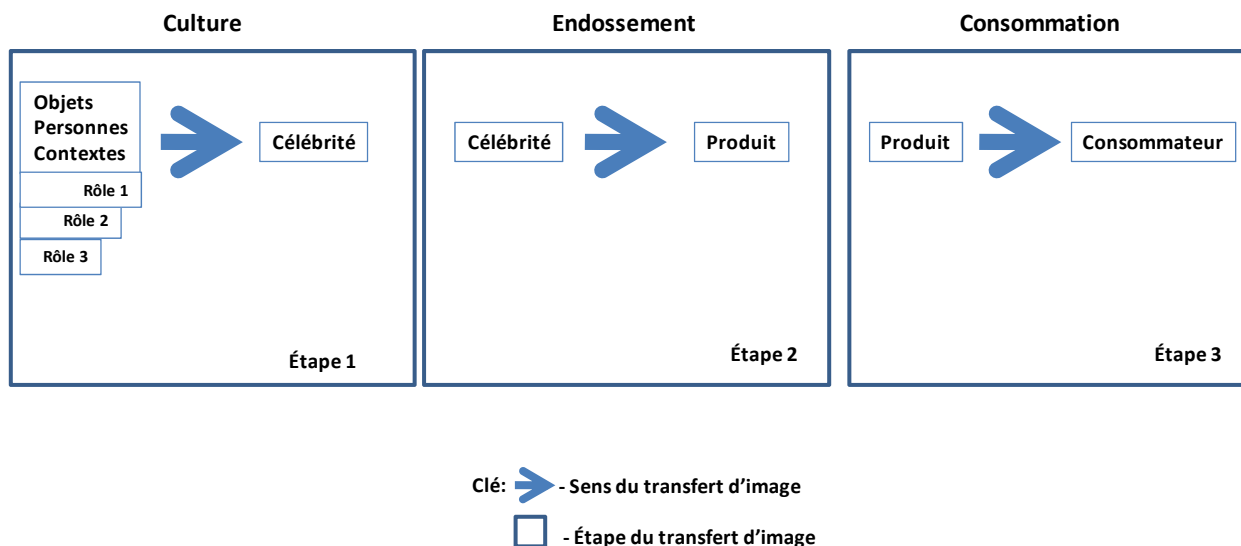 Culture
Endossement
Consommation
Objets
Personnes
Contextes
Rôle 1
Rôle 2
Rôle 3
Célébrité
Étape 1
Célébrité
Produit
Étape 2
Produit
Consommateur
Étape 3
Clé: - Sens du transfert d’image
- Étape du transfert d’image